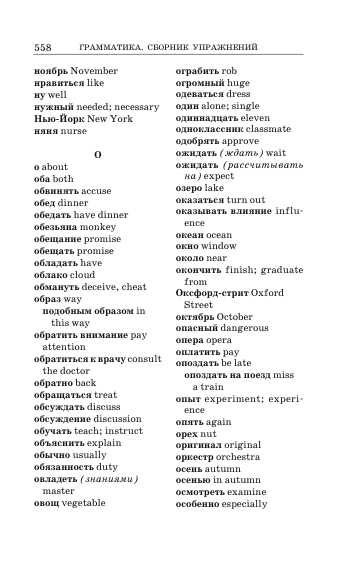 558 ГРАММАТИКА. СБОРНИК УПРАЖНЕНИЙ
ноябрь November
нравиться like
ну well
нужный needed; necessary
Нью-Йорк New York
няня nurse
О
о about
оба both
обвинять accuse
обед dinner
обедать have dinner
обезьяна monkey
обещание promise
обещать promise
обладать have
облако cloud
обмануть deceive, cheat
образ way
подобным образом in
this way
обратить внимание pay
attention
обратиться к врачу consult
the doctor
обратно back
обращаться treat
обсуждать discuss
обсуждение discussion
обучать teach; instruct
объяснить explain
обычно usually
обязанность duty
овладеть (знаниями)
master
овощ vegetable
ограбить rob
огромный huge
одеваться dress
один alone; single
одиннадцать eleven
одноклассник classmate
одобрять approve
ожидать (ждать) wait
ожидать (рассчитывать
на) expect
озеро lake
оказаться turn out
оказывать влияние influ-
ence
океан ocean
окно window
около near
окончить finish; graduate
from
Оксфорд-стрит Oxford
Street
октябрь October
опасный dangerous
опера opera
оплатить pay
опоздать be late
опоздать на поезд miss
a train
опыт experiment; experi-
ence
опять again
орех nut
оригинал original
оркестр orchestra
осень autumn
осенью in autumn
осмотреть examine
особенно especially